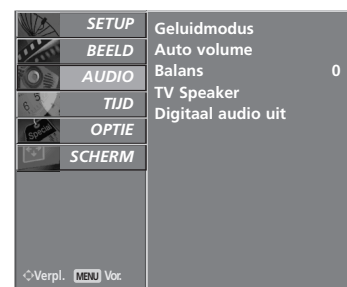 SETUP
BEELD
AUDIO
TIJD
OPTIE
SCHERM
Geluidmodus
Auto volume
Balans 0
TV Speaker
Digitaal audio uit
Special
Verpl. MENU Vor.